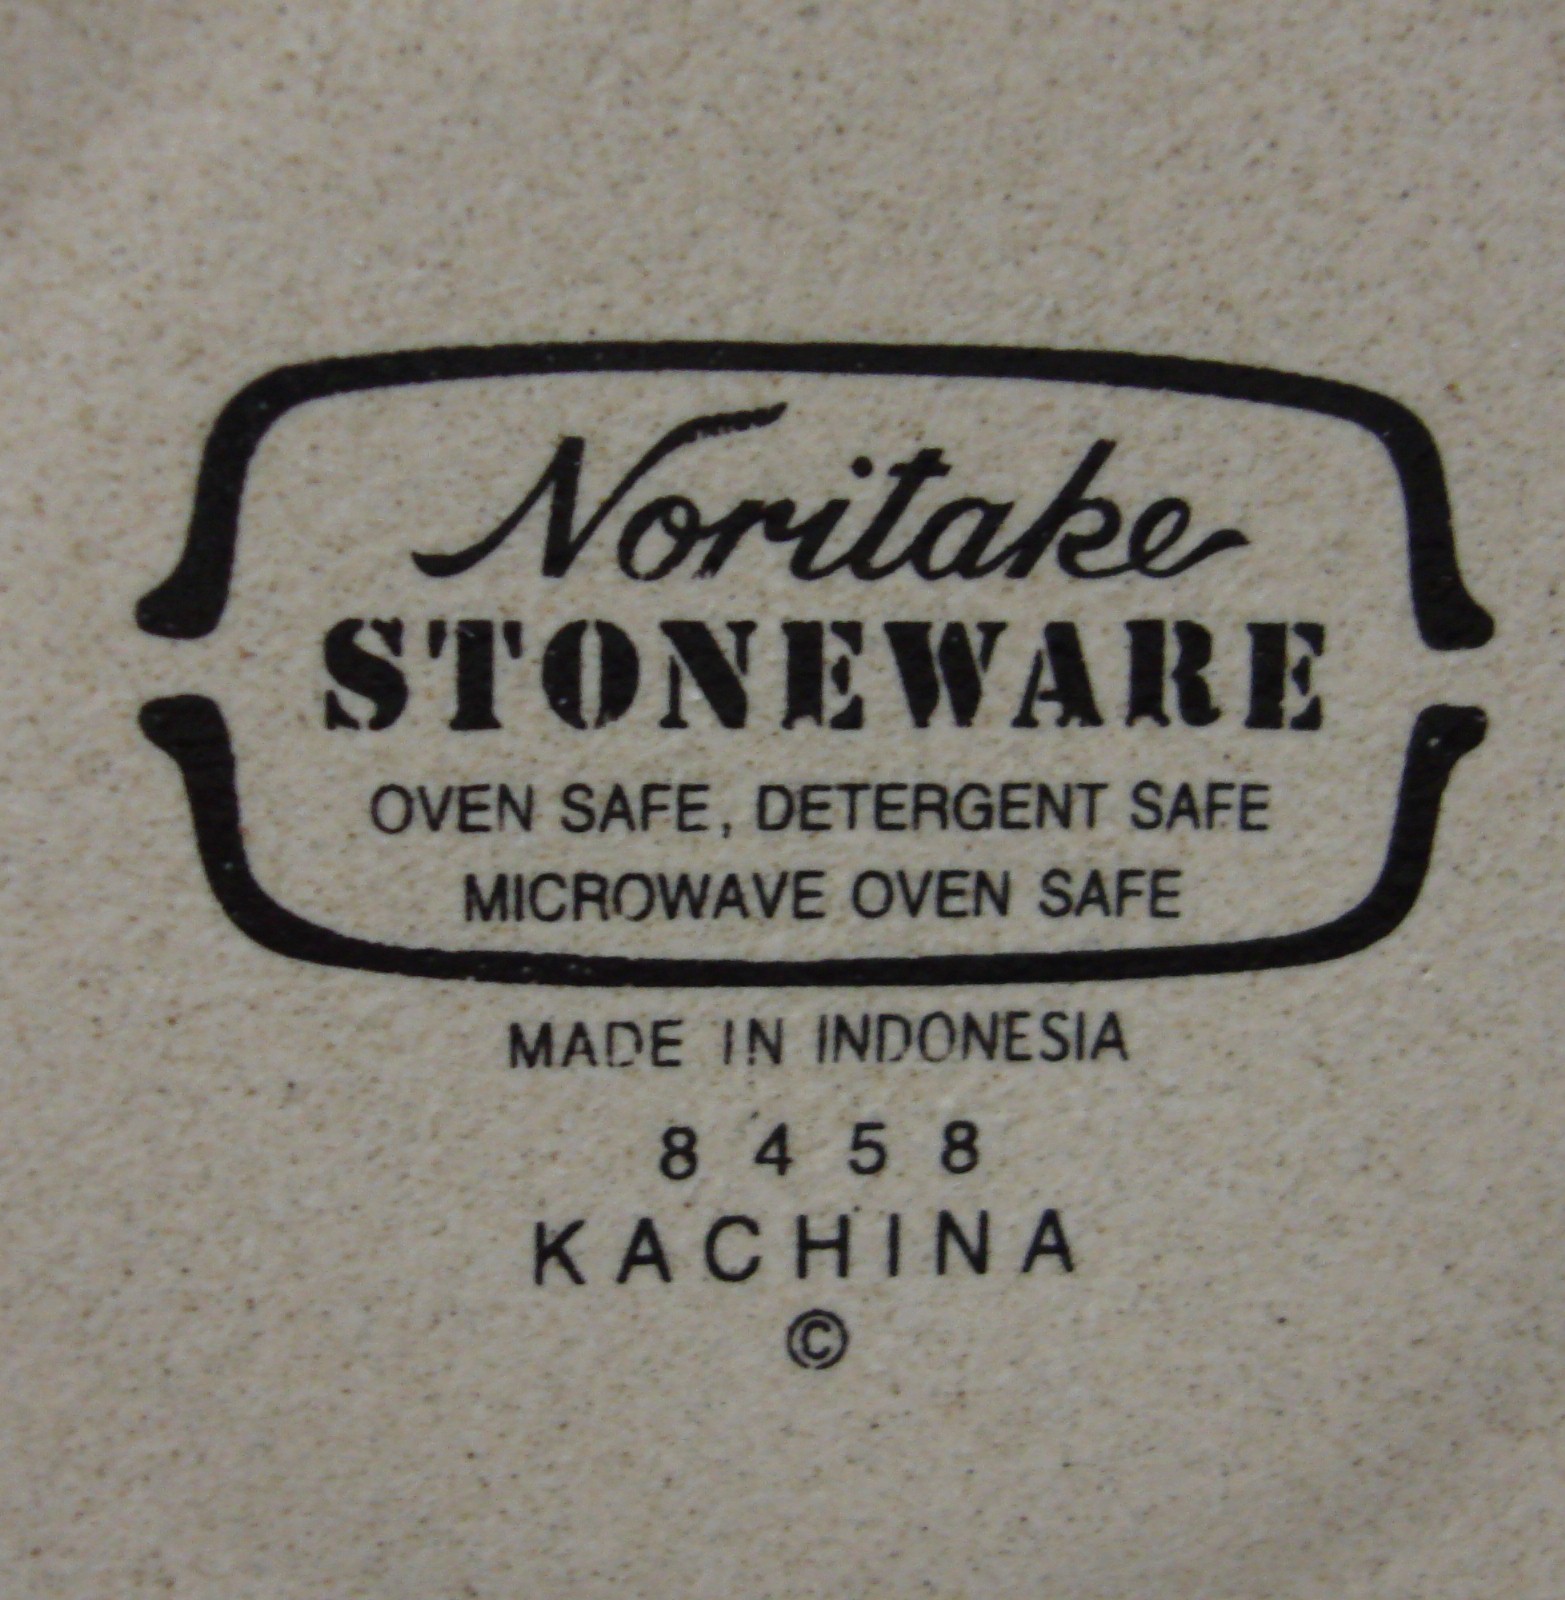 Noritake
STONEWARE
OVEN SAFE, DETERGENT SAFE
MICROWAVE OVEN SAFE
MADE IN INDONESIA
8458
KACHINA
©